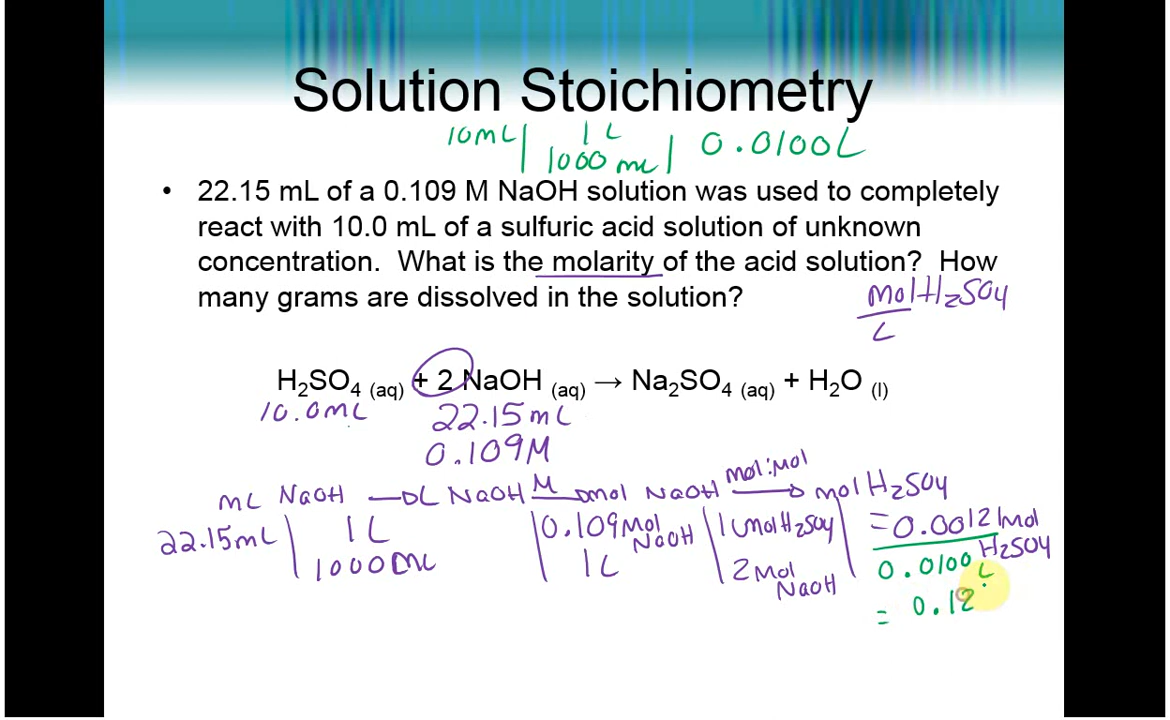 Solution Stoichiometry
10mL | 1 L | 0.0100L
1000 mL
• 22.15 mL of a 0.109 M NaOH solution was used to completely
react with 10.0 mL of a sulfuric acid solution of unknown
concentration. What is the molarity of the acid solution? How
many grams are dissolved in the solution?
mol H₂SO4
L
H₂SO₄ (aq) + 2 NaOH (aq) → Na₂SO₄ (aq) + H₂O (l)
10.0mL 22.15mL
0.109M
mL NaOH → L NaOH M → mol NaOH mol:mol → mol H₂SO4
22.15mL | 1L | 0.109 mol NaOH | 1 mol H₂SO4 | = 0.00121 mol H₂SO4
1000 mL | 1L | 2 mol NaOH | 0.0100 L
= 0.12